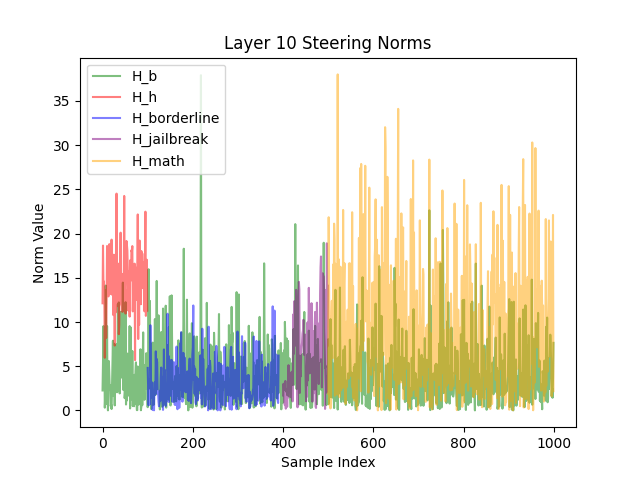 Layer 10 Steering Norms
H_b
H_h
H_borderline
H_jailbreak
H_math
Norm Value
35
30
25
20
15
10
5
0
0
200
400
600
800
1000
Sample Index